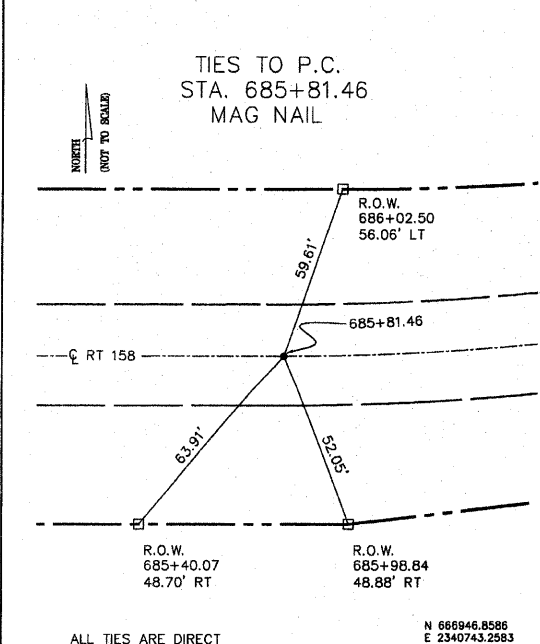 TIES TO P.C.
STA. 685+81.46
MAG NAIL
NORTH
(NOT TO SCALE)
R.O.W.
686+02.50
56.06' LT
59.61'
685+81.46
℄ RT 158
63.91'
52.05'
R.O.W.
685+40.07
48.70' RT
R.O.W.
685+98.84
48.88' RT
ALL TIES ARE DIRECT
N 666946.8586
E 2340743.2583